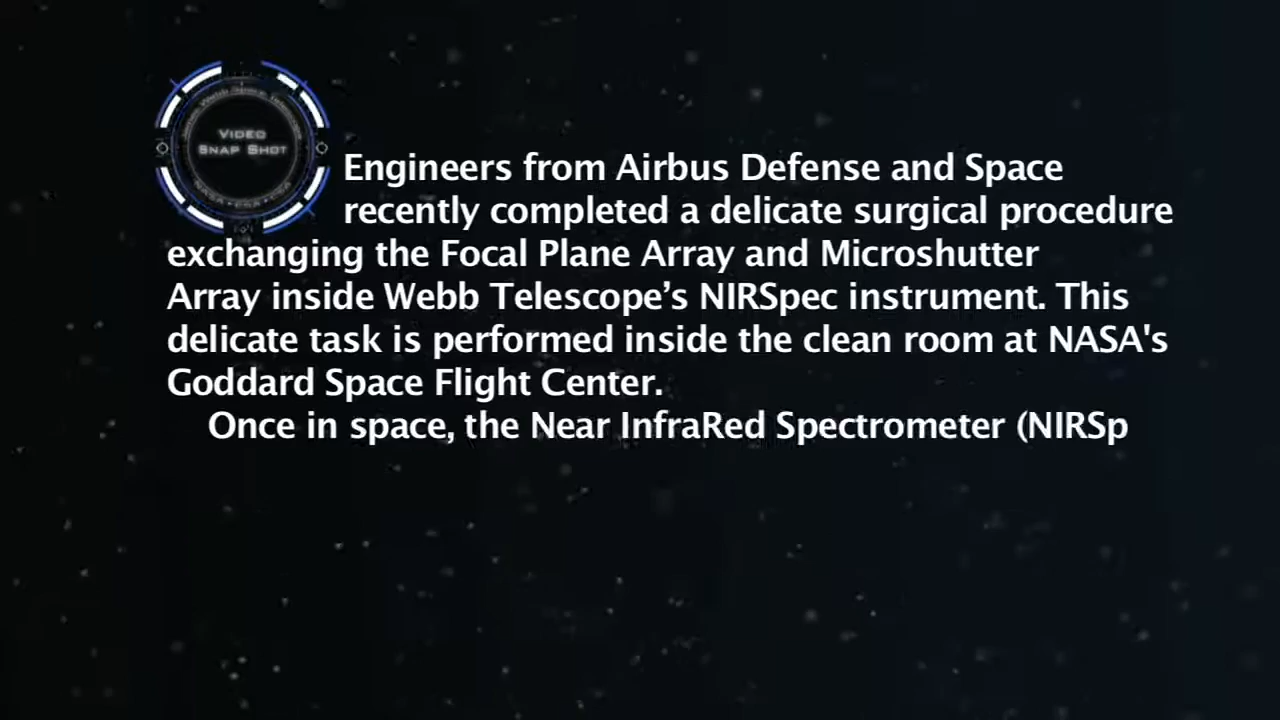 VIDEO
SNAP SHOT
Engineers from Airbus Defense and Space
recently completed a delicate surgical procedure
exchanging the Focal Plane Array and Microshutter
Array inside Webb Telescope’s NIRSpec instrument. This
delicate task is performed inside the clean room at NASA's
Goddard Space Flight Center.
Once in space, the Near InfraRed Spectrometer (NIRSp